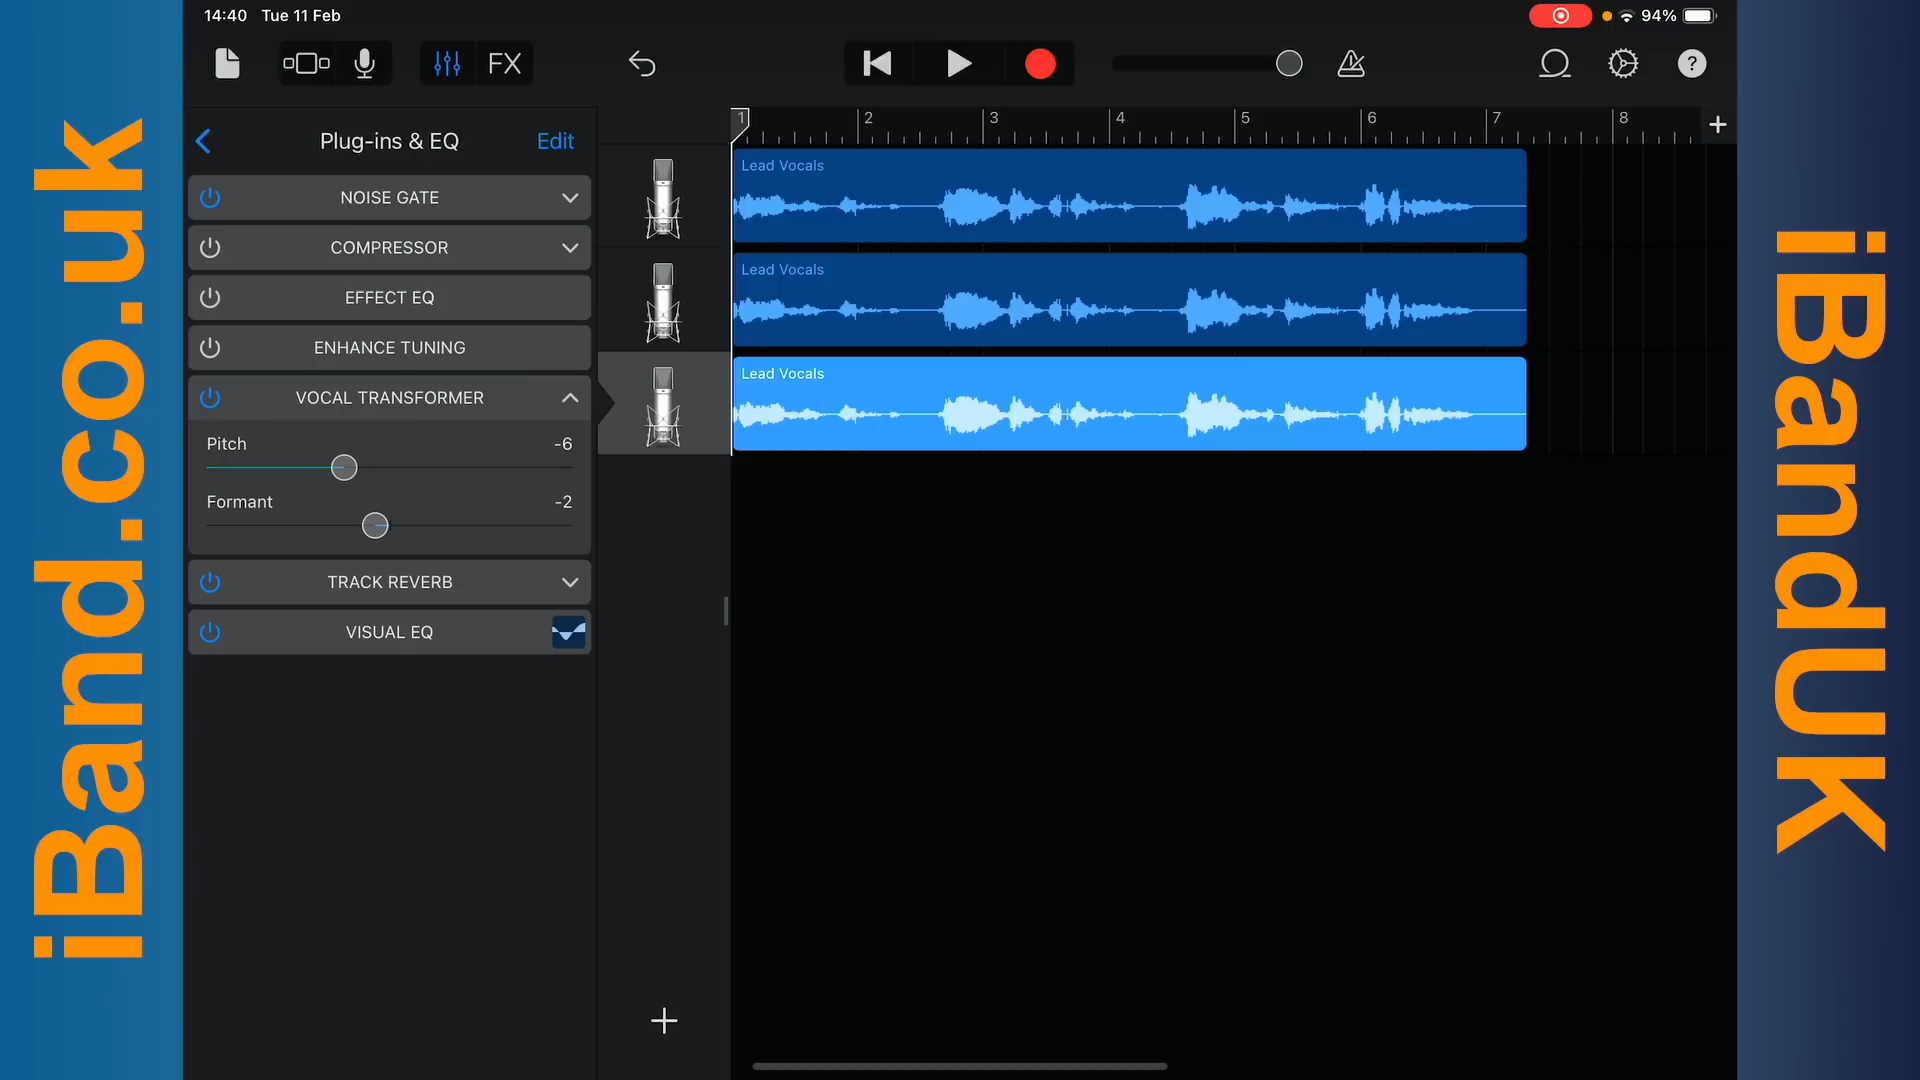 iBand.co.uk
14:40 Tue 11 Feb
94%
FX
?
Plug-ins & EQ
Edit
NOISE GATE
COMPRESSOR
EFFECT EQ
ENHANCE TUNING
VOCAL TRANSFORMER
Pitch -6
Formant -2
TRACK REVERB
VISUAL EQ
1 2 3 4 5 6 7 8
Lead Vocals
Lead Vocals
Lead Vocals
iBandUK